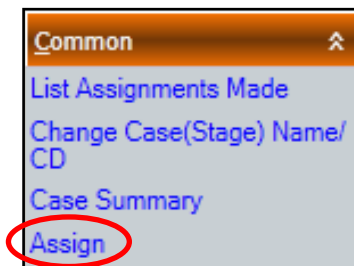 Common
List Assignments Made
Change Case(Stage) Name/
CD
Case Summary
Assign